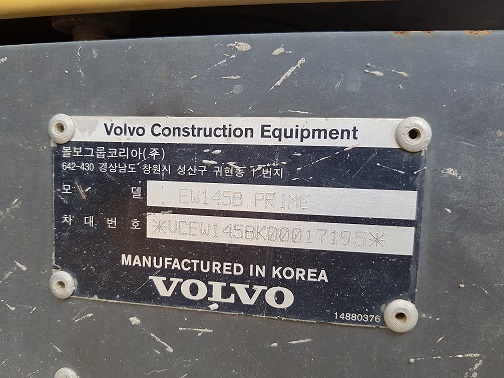 Volvo Construction Equipment
볼보그룹코리아(주)
642-430 경상남도 창원시 성산구 귀현동 1번지
모 델 EW145B PRIME
차대번호 *VCEW145BK00017195*
MANUFACTURED IN KOREA
VOLVO
14880376